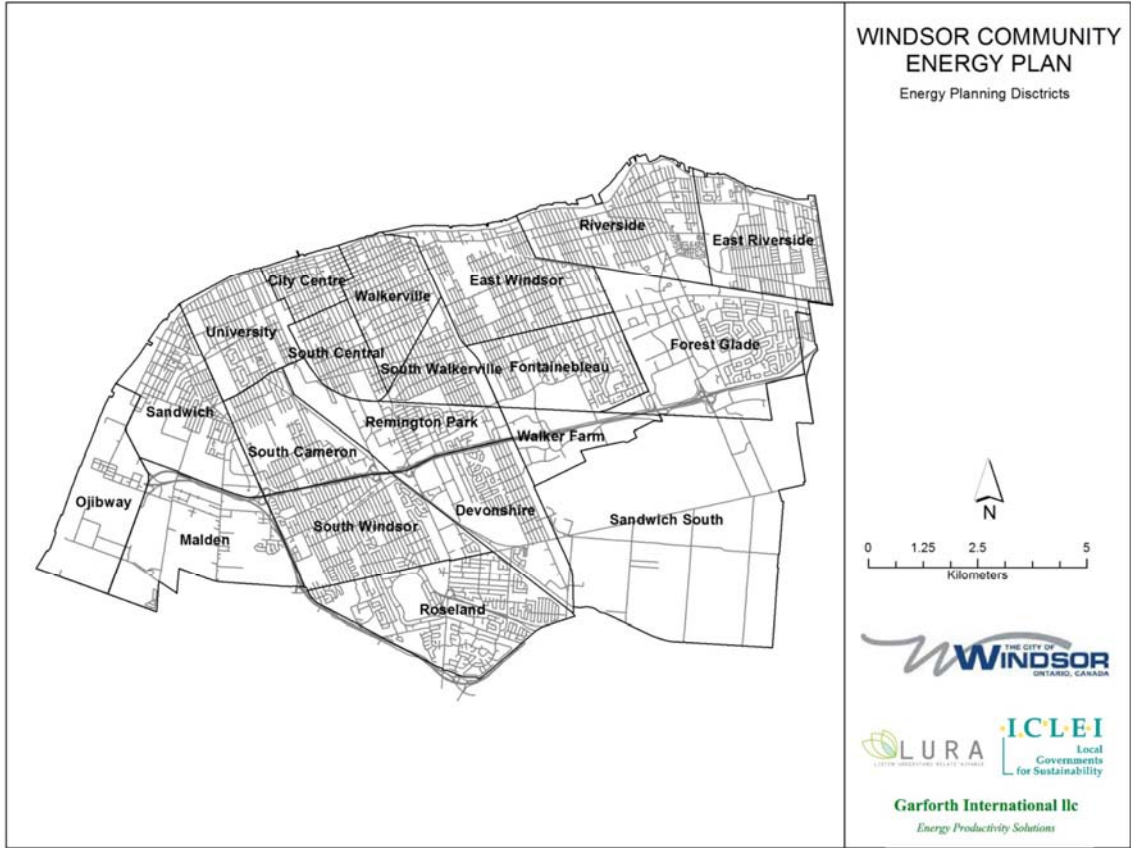 WINDSOR COMMUNITY
ENERGY PLAN
Energy Planning Disctricts
Riverside
East Riverside
City Centre
East Windsor
Walkerville
University
South Central
Forest Glade
South Walkerville
Fontainebleau
Sandwich
Remington Park
Walker Farm
South Cameron
Ojibway
Devonshire
Sandwich South
South Windsor
Malden
Roseland
N
0 1.25 2.5 5
Kilometers
THE CITY OF
WINDSOR
ONTARIO, CANADA
LURA
I.C.L.E.I
Local
Governments
for Sustainability
Garforth International llc
Energy Productivity Solutions